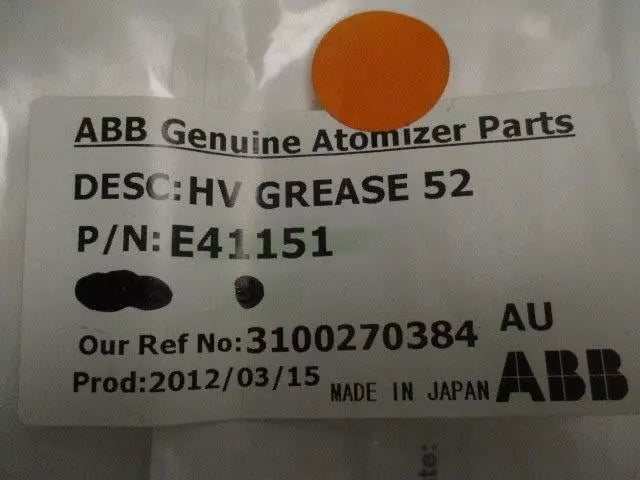 ABB Genuine Atomizer Parts
DESC:HV GREASE 52
P/N:E41151
Our Ref No:3100270384 AU
Prod:2012/03/15 MADE IN JAPAN ABB
te: